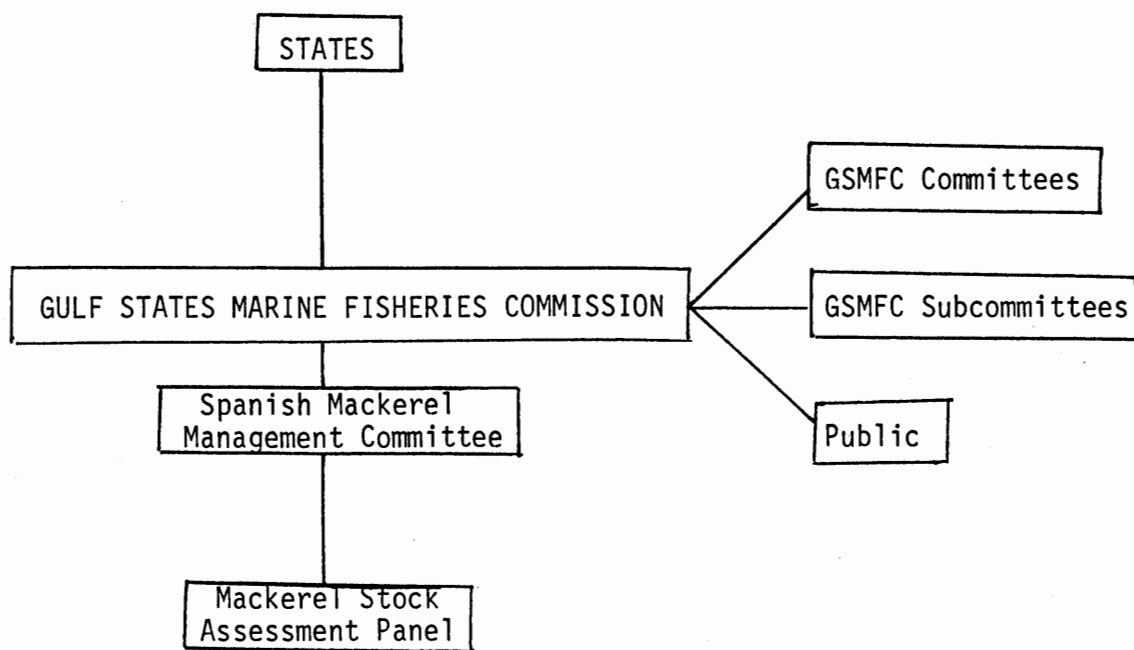 STATES
GSMFC Committees
GULF STATES MARINE FISHERIES COMMISSION
GSMFC Subcommittees
Spanish Mackerel
Management Committee
Public
Mackerel Stock
Assessment Panel